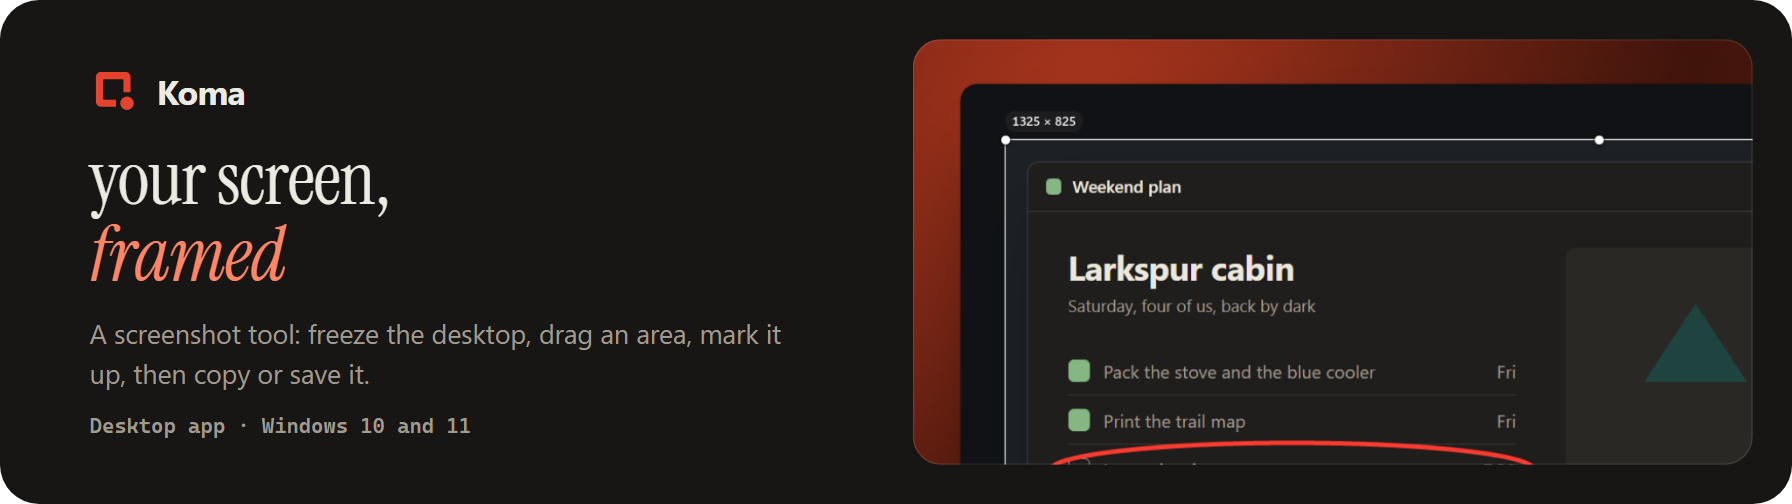 Koma
your screen,
framed
A screenshot tool: freeze the desktop, drag an area, mark it
up, then copy or save it.
Desktop app · Windows 10 and 11
1325 × 825
Weekend plan
Larkspur cabin
Saturday, four of us, back by dark
Pack the stove and the blue cooler Fri
Print the trail map Fri